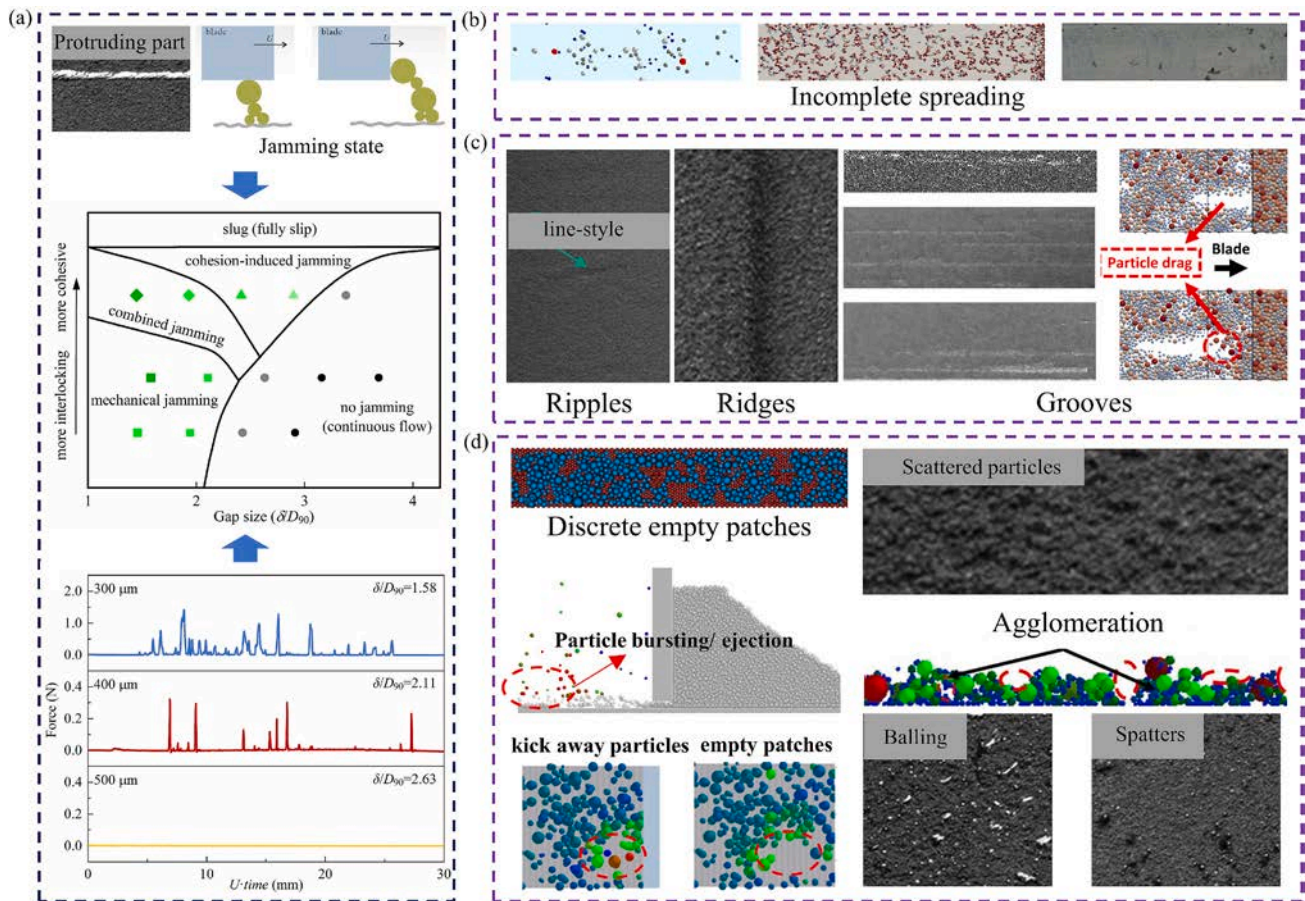 (a)
Protruding part
blade
U
blade
U
Jamming state
slug (fully slip)
cohesion-induced jamming
combined jamming
mechanical jamming
no jamming
(continuous flow)
more cohesive
more interlocking
1
2
3
4
Gap size (δ/D90)
300 μm
δ/D90=1.58
2.0
1.0
0.0
400 μm
δ/D90=2.11
0.4
0.2
0.0
500 μm
δ/D90=2.63
0.4
0.2
0.0
Force (N)
0
10
20
30
U·time (mm)
(b)
Incomplete spreading
(c)
line-style
Particle drag
Blade
Ripples
Ridges
Grooves
(d)
Discrete empty patches
Scattered particles
Particle bursting/ ejection
Agglomeration
kick away particles
empty patches
Balling
Spatters